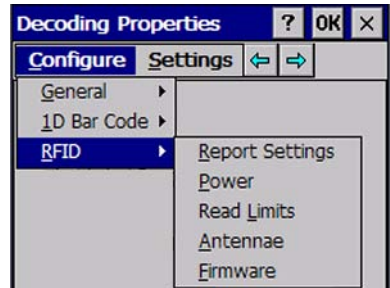 Decoding Properties ? OK ×
Configure Settings
General
1D Bar Code
RFID
Report Settings
Power
Read Limits
Antennae
Firmware